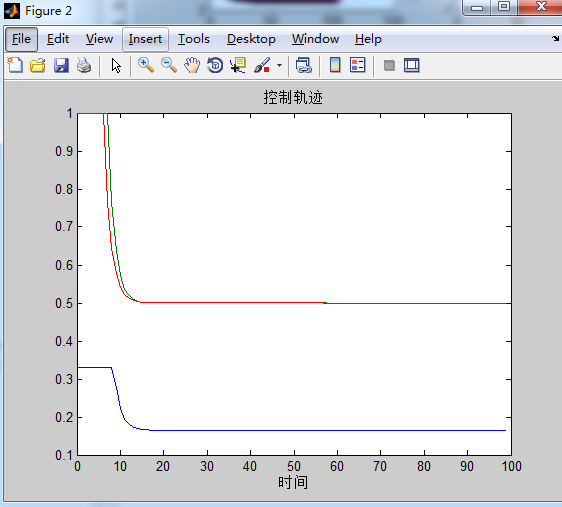 Figure 2
File Edit View Insert Tools Desktop Window Help
控制轨迹
1
0.9
0.8
0.7
0.6
0.5
0.4
0.3
0.2
0.1
0 10 20 30 40 50 60 70 80 90 100
时间